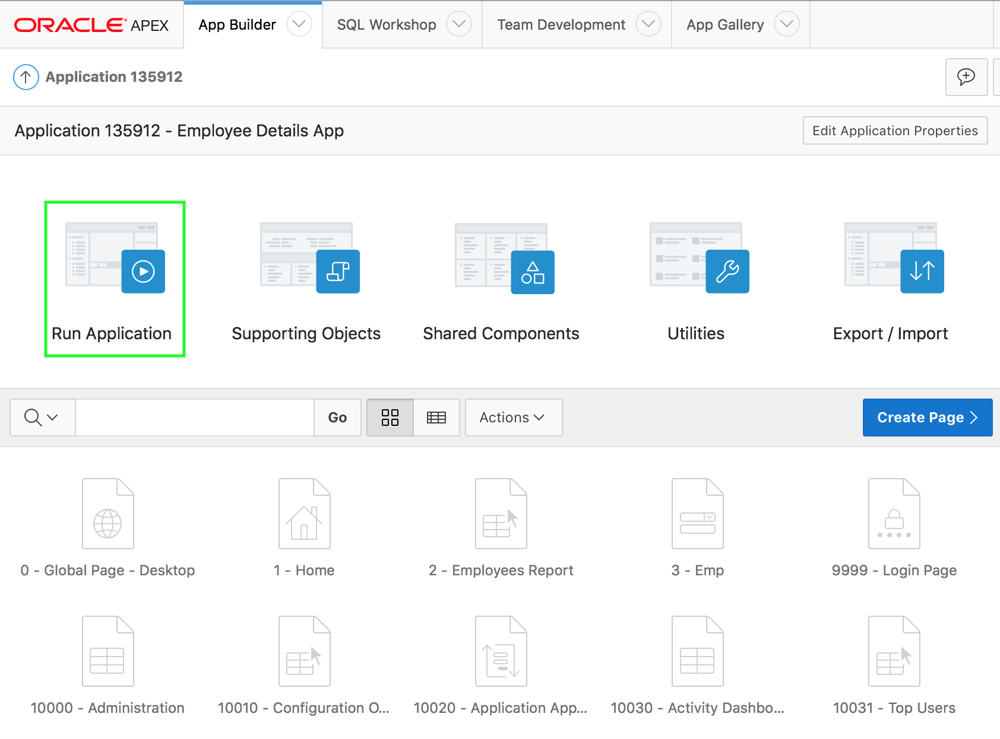 ORACLE APEX
App Builder
SQL Workshop
Team Development
App Gallery
Application 135912
Application 135912 - Employee Details App
Edit Application Properties
Run Application
Supporting Objects
Shared Components
Utilities
Export / Import
Go
Actions
Create Page
0 - Global Page - Desktop
1 - Home
2 - Employees Report
3 - Emp
9999 - Login Page
10000 - Administration
10010 - Configuration O...
10020 - Application App...
10030 - Activity Dashbo...
10031 - Top Users